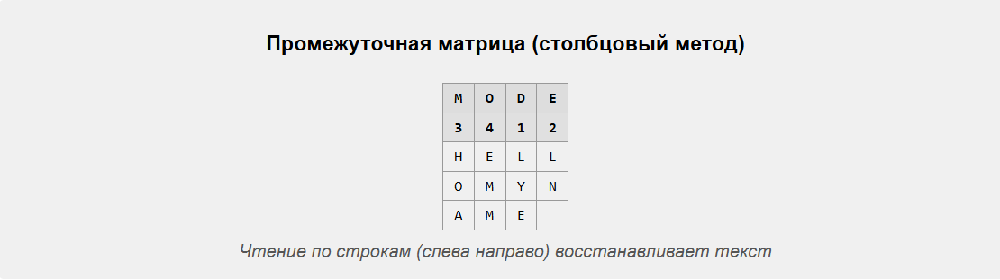 Промежуточная матрица (столбцовый метод)
M O D E
3 4 1 2
H E L L
O M Y N
A M E
Чтение по строкам (слева направо) восстанавливает текст